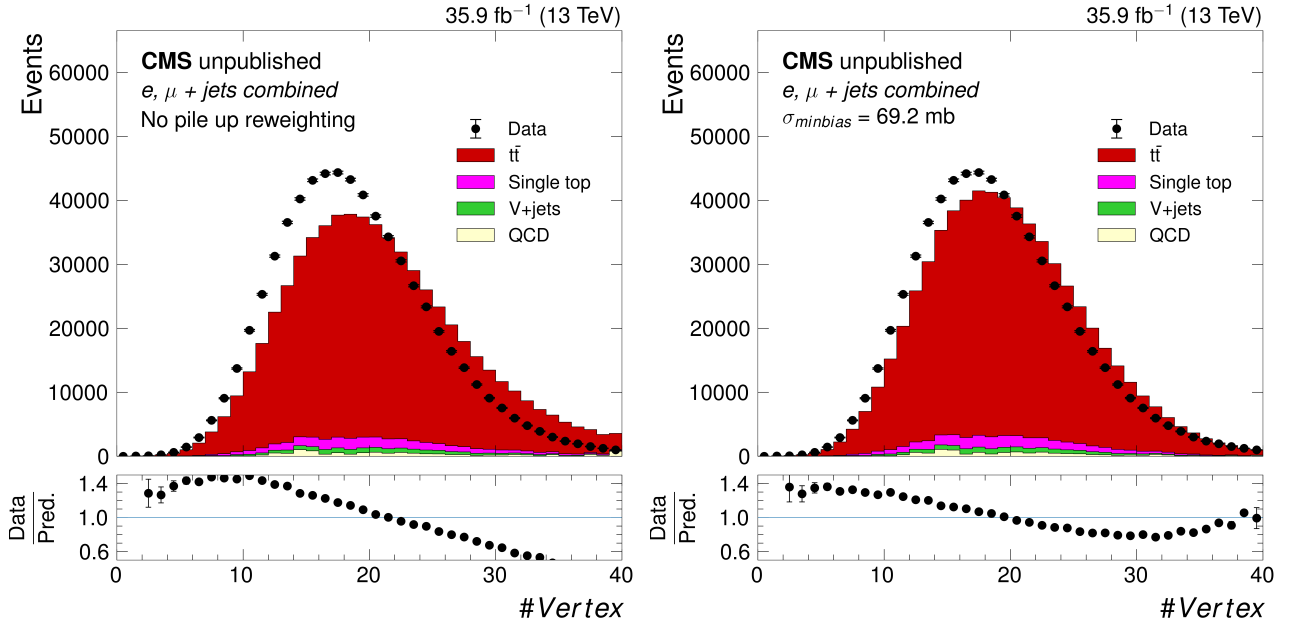 35.9 fb⁻¹ (13 TeV)
Events
CMS unpublished
e, μ + jets combined
No pile up reweighting
Data
tt̄
Single top
V+jets
QCD
60000
50000
40000
30000
20000
10000
0
Data
Pred.
1.4
1.0
0.6
0 10 20 30 40
#Vertex
35.9 fb⁻¹ (13 TeV)
Events
CMS unpublished
e, μ + jets combined
σminbias = 69.2 mb
Data
tt̄
Single top
V+jets
QCD
60000
50000
40000
30000
20000
10000
0
Data
Pred.
1.4
1.0
0.6
0 10 20 30 40
#Vertex